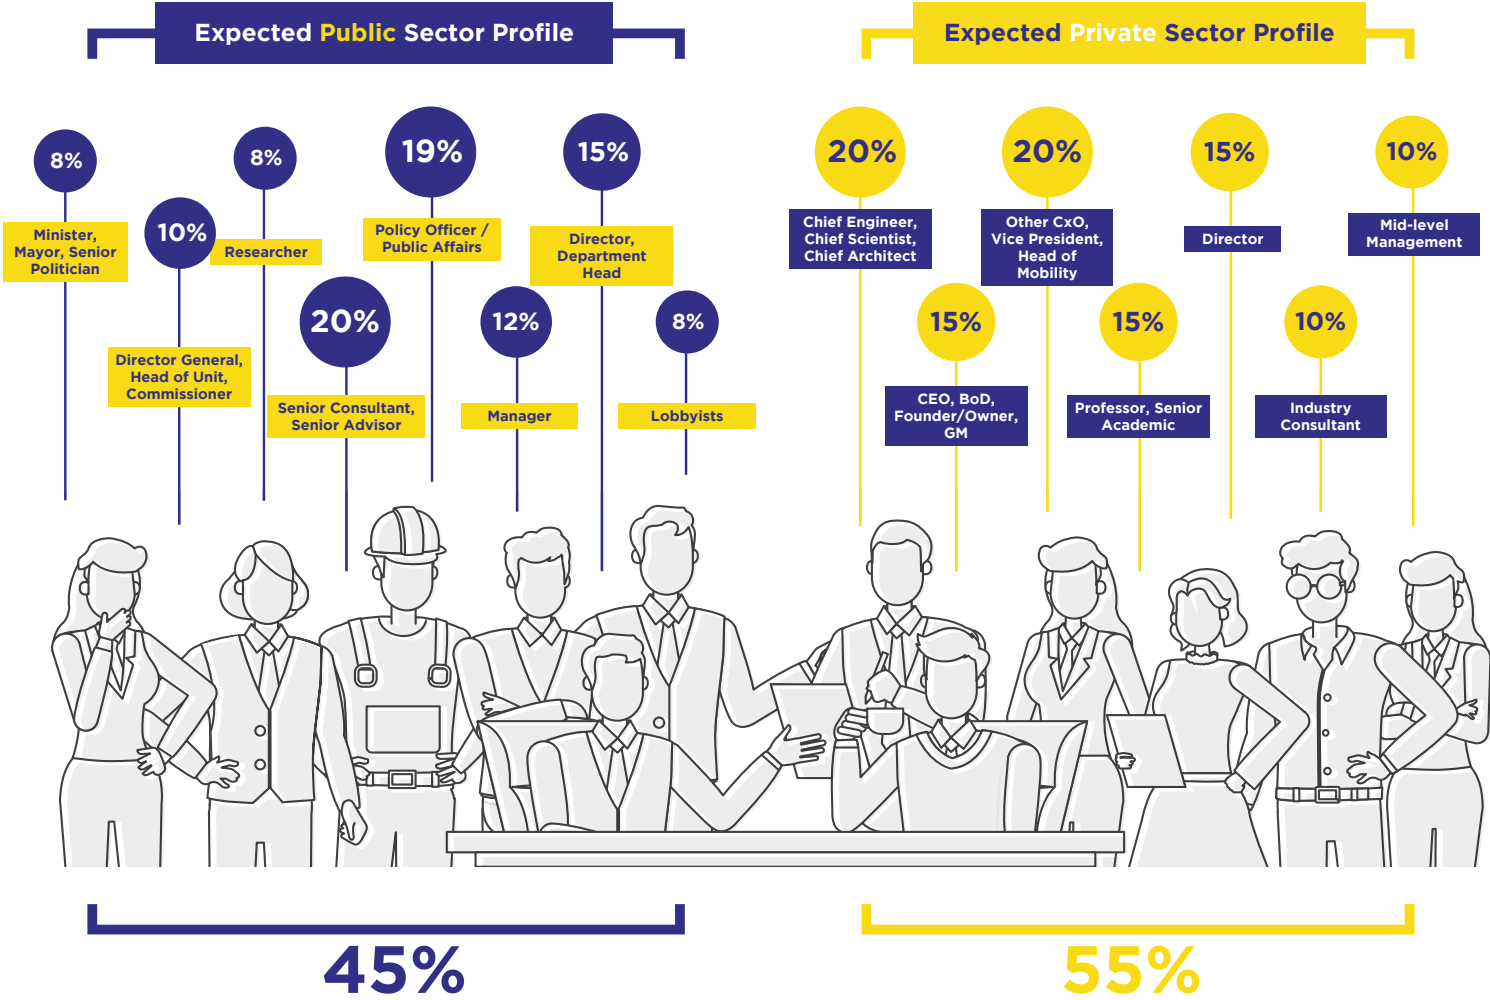 Expected Public Sector Profile
8%
Minister,
Mayor, Senior
Politician
10%
Director General,
Head of Unit,
Commissioner
8%
Researcher
20%
Senior Consultant,
Senior Advisor
19%
Policy Officer /
Public Affairs
12%
Manager
15%
Director,
Department
Head
8%
Lobbyists
45%
Expected Private Sector Profile
20%
Chief Engineer,
Chief Scientist,
Chief Architect
15%
CEO, BoD,
Founder/Owner,
GM
20%
Other CxO,
Vice President,
Head of
Mobility
15%
Professor, Senior
Academic
15%
Director
10%
Industry
Consultant
10%
Mid-level
Management
55%